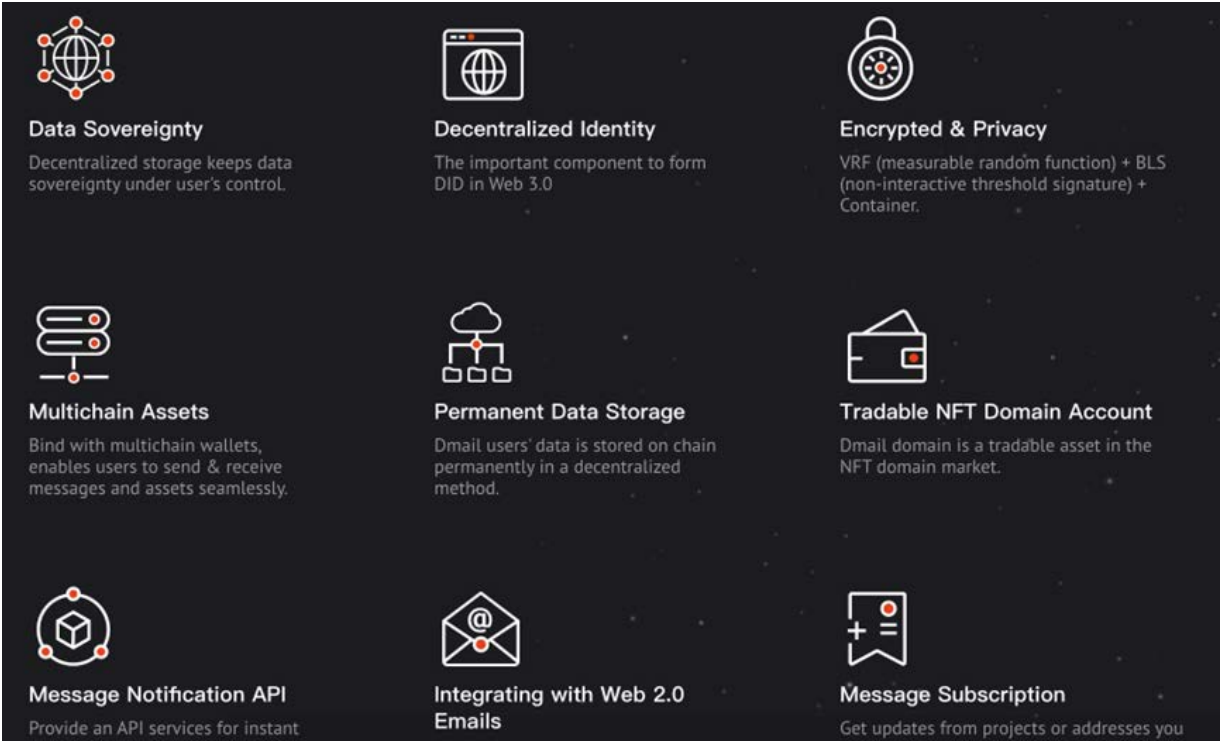 Data Sovereignty
Decentralized storage keeps data
sovereignty under user's control.
Decentralized Identity
The important component to form
DID in Web 3.0
Encrypted & Privacy
VRF (measurable random function) + BLS
(non-interactive threshold signature) +
Container.
Multichain Assets
Bind with multichain wallets,
enables users to send & receive
messages and assets seamlessly.
Permanent Data Storage
Dmail users' data is stored on chain
permanently in a decentralized
method.
Tradable NFT Domain Account
Dmail domain is a tradable asset in the
NFT domain market.
Message Notification API
Provide an API services for instant
@
Integrating with Web 2.0
Emails
Message Subscription
Get updates from projects or addresses you